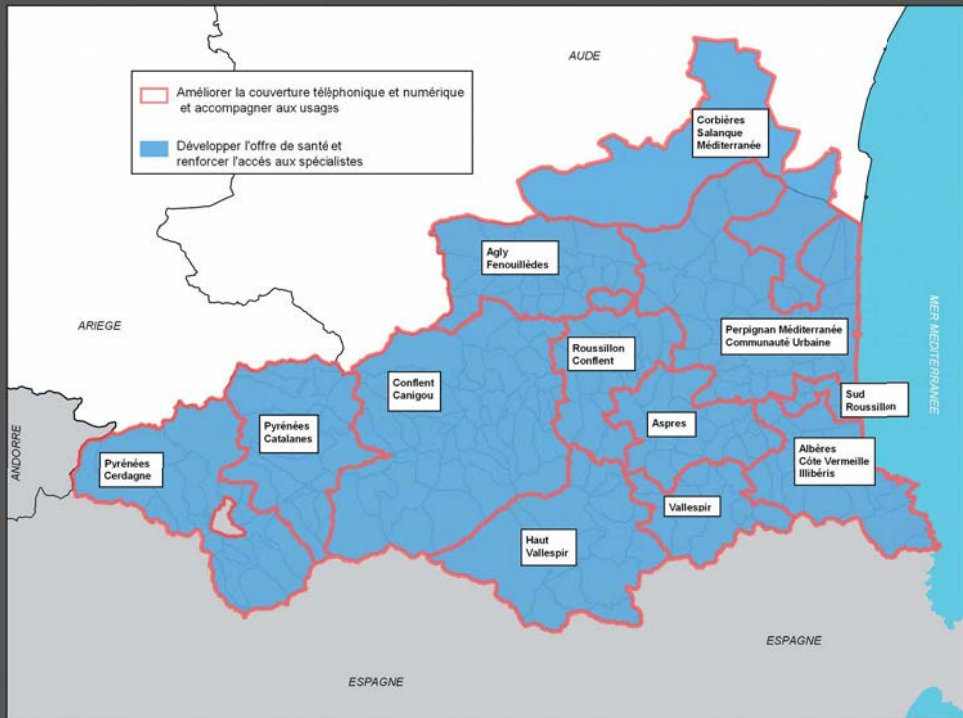 AUDE
Améliorer la couverture téléphonique et numérique
et accompagner aux usages
Développer l'offre de santé et
renforcer l'accés aux spécialistes
Corbières
Salanque
Méditerranée
Agly
Fenouillèdes
ARIEGE
MER MEDITERRANEE
Perpignan Méditerranée
Communauté Urbaine
Roussillon
Conflent
Conflent
Canigou
Sud
Roussillon
Pyrénées
Catalanes
Aspres
Albères
Côte Vermeille
Illibéris
ANDORRE
Pyrénées
Cerdagne
Vallespir
Haut
Vallespir
ESPAGNE
ESPAGNE